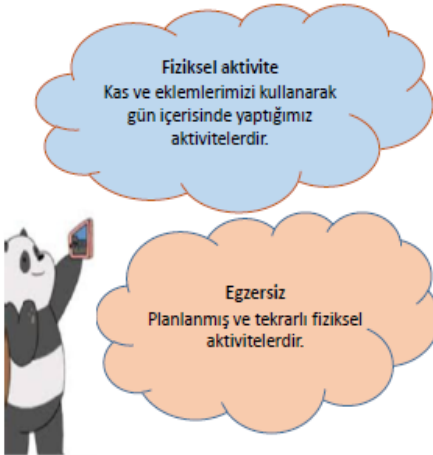 Fiziksel aktivite
Kas ve eklemlerimizi kullanarak
gün içerisinde yaptığımız
aktivitelerdir.
Egzersiz
Planlanmış ve tekrarlı fiziksel
aktivitelerdir.